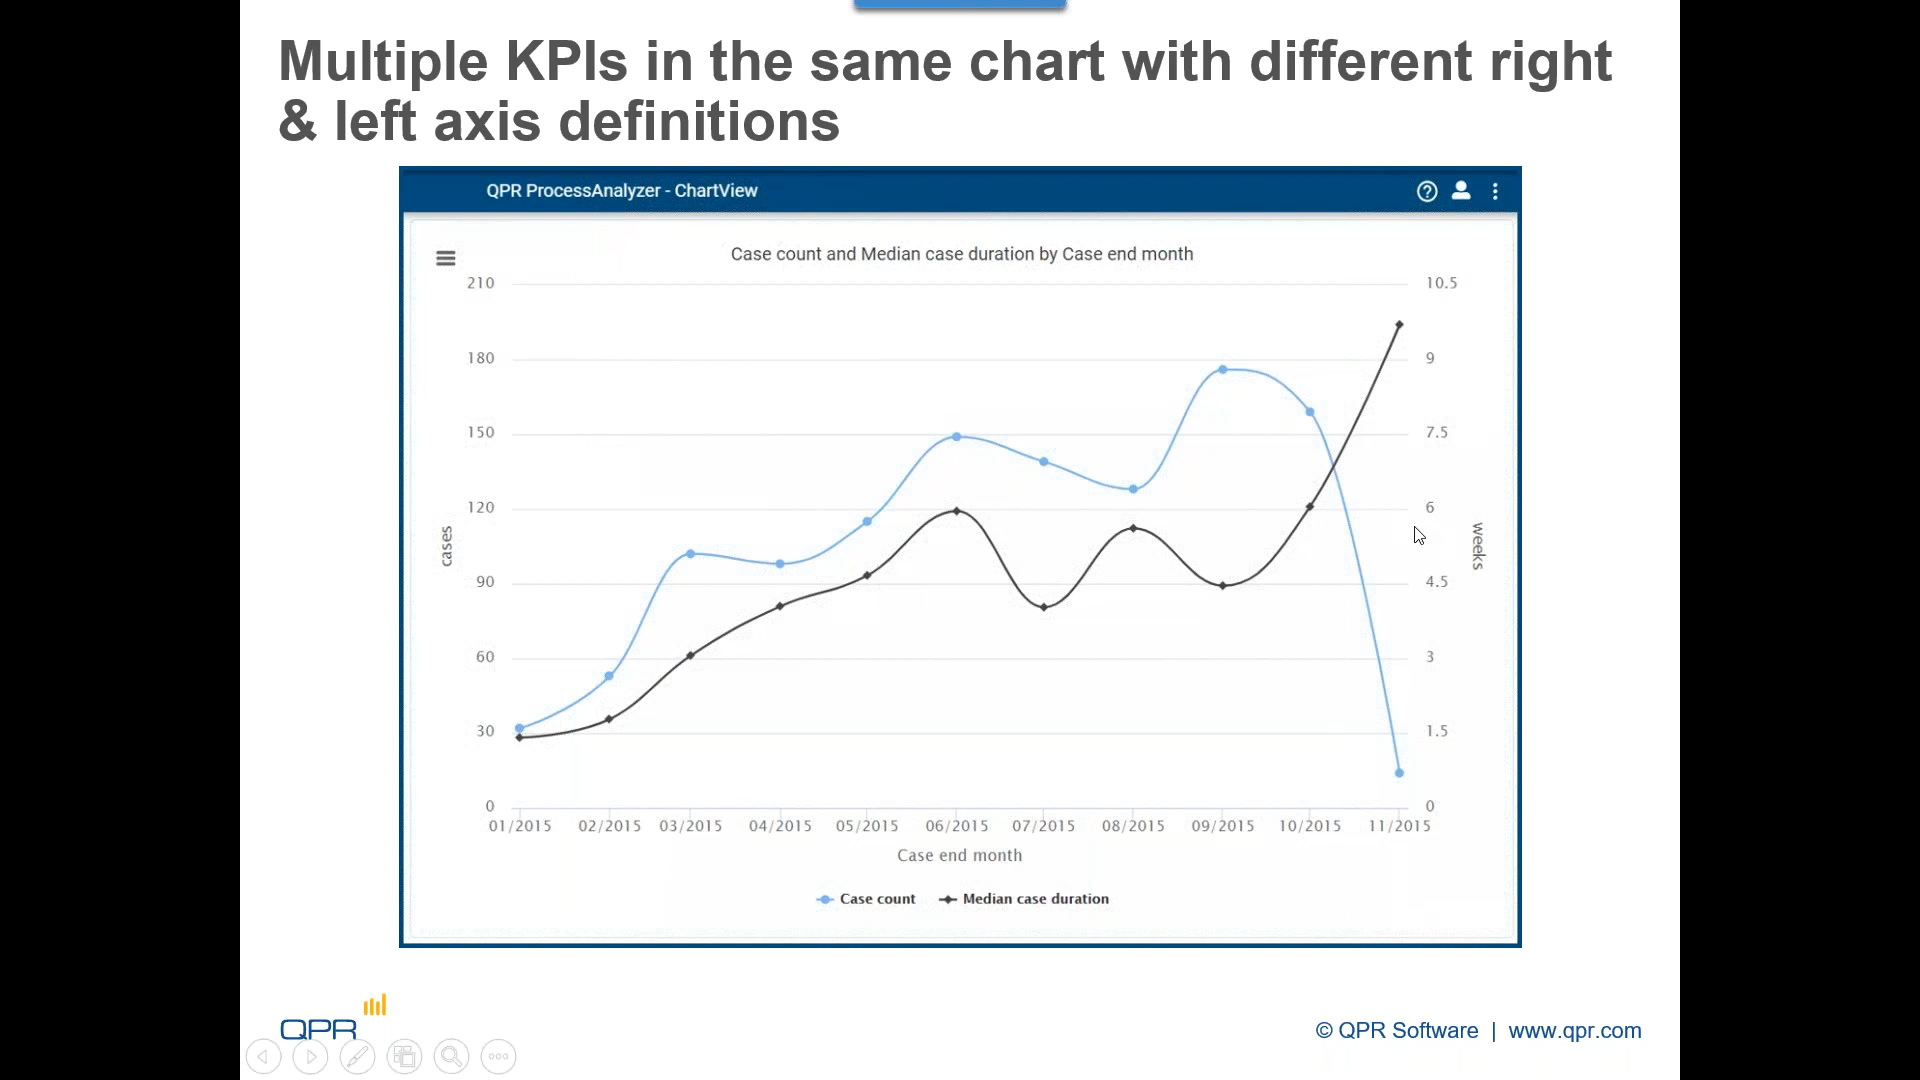 Multiple KPIs in the same chart with different right
& left axis definitions
QPR ProcessAnalyzer - ChartView
Case count and Median case duration by Case end month
210
180
150
120
90
60
30
0
cases
10.5
9
7.5
6
4.5
3
1.5
0
weeks
01/2015 02/2015 03/2015 04/2015 05/2015 06/2015 07/2015 08/2015 09/2015 10/2015 11/2015
Case end month
Case count Median case duration
QPR
© QPR Software | www.qpr.com